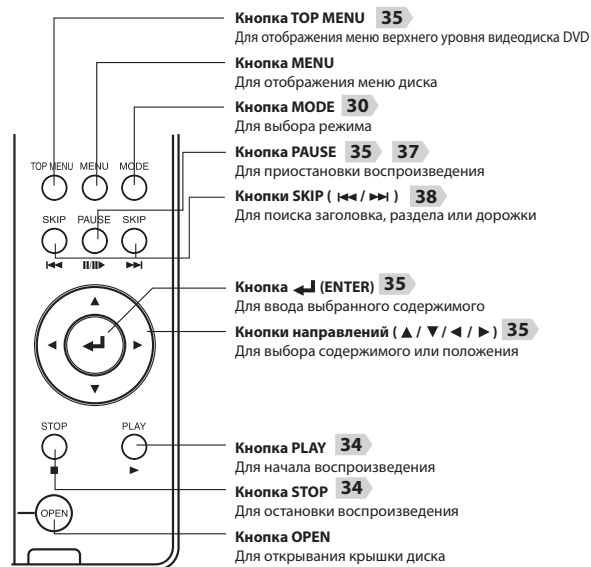 Кнопка TOP MENU 35
Для отображения меню верхнего уровня видеодиска DVD
Кнопка MENU
Для отображения меню диска
Кнопка MODE 30
Для выбора режима
Кнопка PAUSE 35 37
Для приостановки воспроизведения
Кнопки SKIP ( ⏮ / ⏭ ) 38
Для поиска заголовка, раздела или дорожки
Кнопка ↵ (ENTER) 35
Для ввода выбранного содержимого
Кнопки направлений ( ▲ / ▼ / ◀ / ▶ ) 35
Для выбора содержимого или положения
Кнопка PLAY 34
Для начала воспроизведения
Кнопка STOP 34
Для остановки воспроизведения
Кнопка OPEN
Для открывания крышки диска
TOP MENU MENU MODE
SKIP PAUSE SKIP
STOP PLAY
OPEN